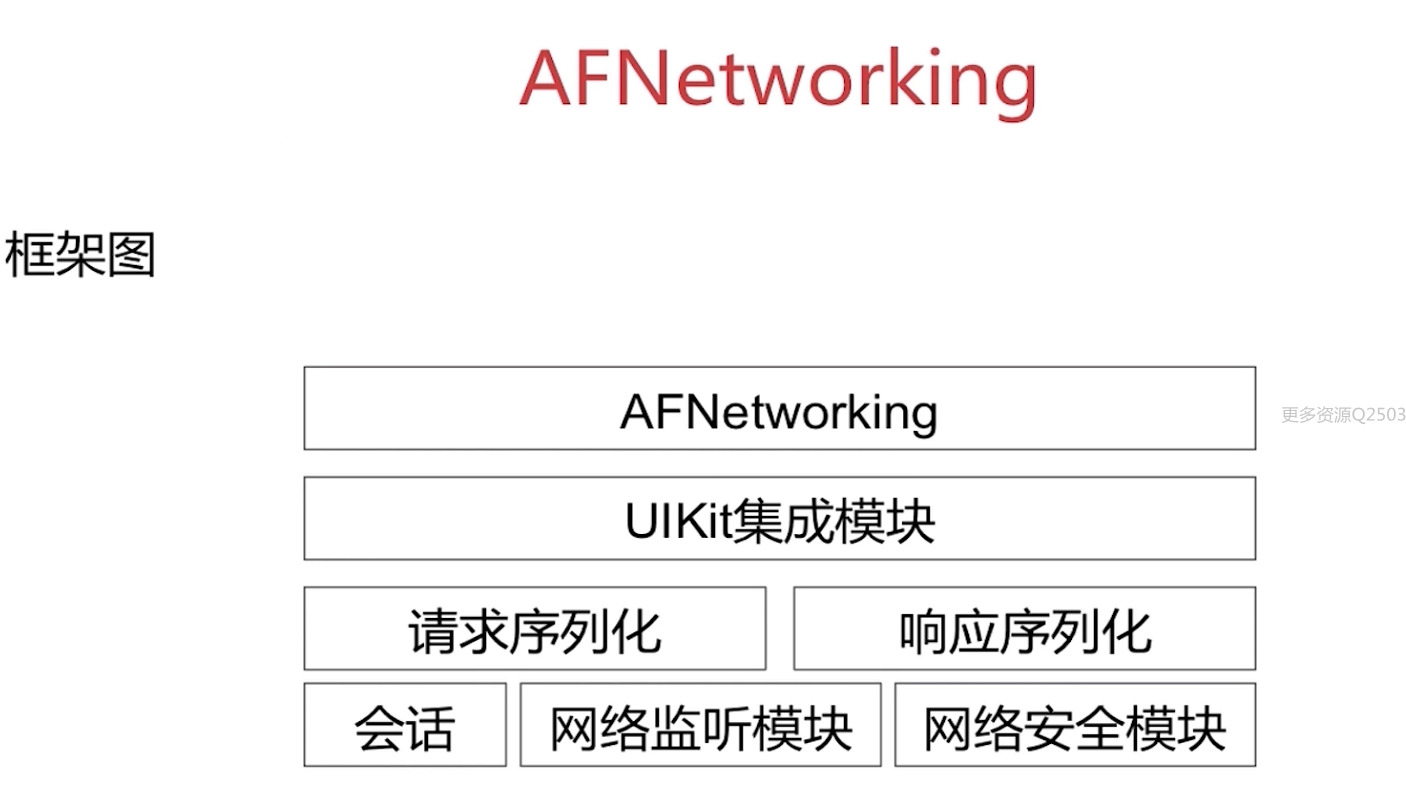 AFNetworking
框架图
AFNetworking
更多资源Q2503
UIKit集成模块
请求序列化
响应序列化
会话
网络监听模块
网络安全模块